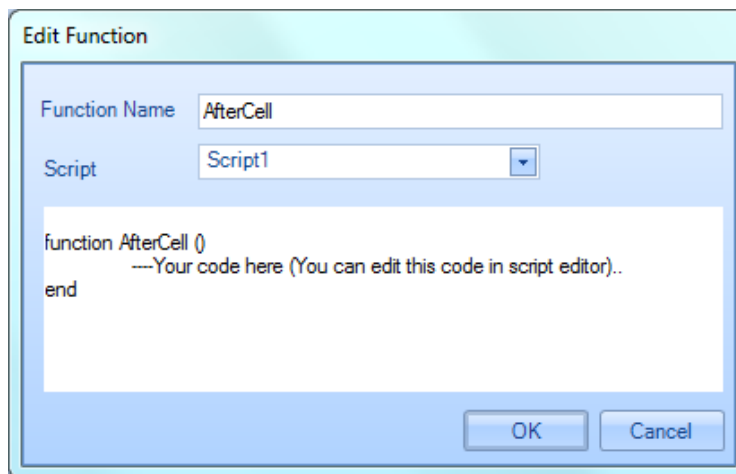 Edit Function
Function Name AfterCell
Script Script1
function AfterCell ()
----Your code here (You can edit this code in script editor)..
end
OK Cancel